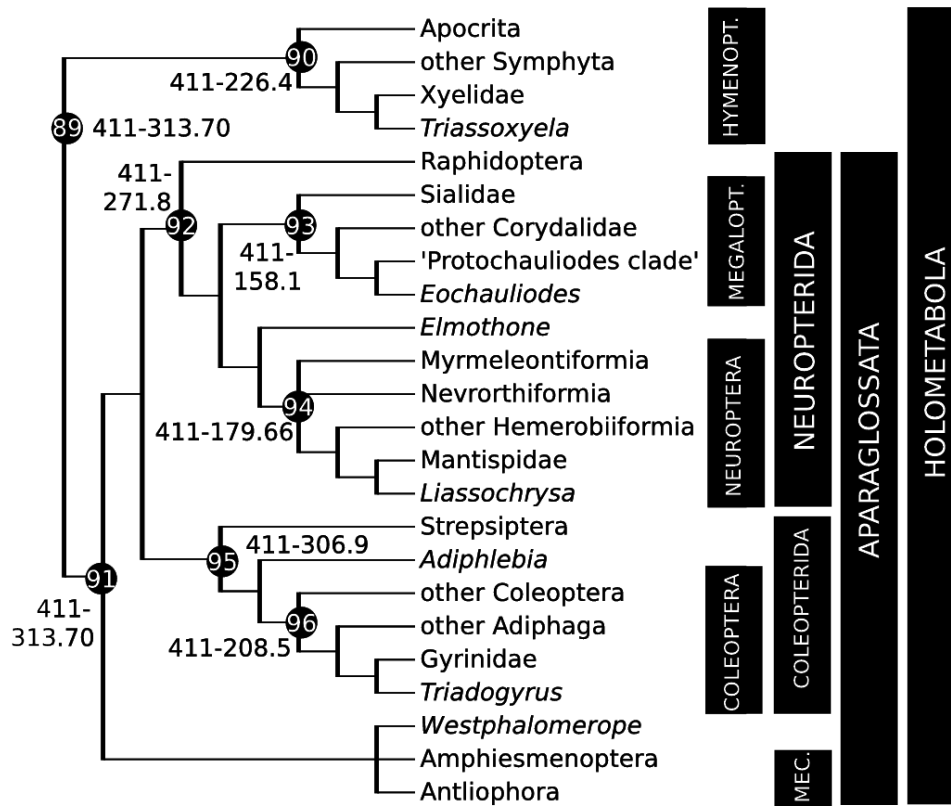 Apocrita
90
other Symphyta
411-226.4
Xyelidae
89
411-313.70
Triassoxyela
Raphidoptera
411-
271.8
Sialidae
92
93
other Corydalidae
411-
158.1
'Protochauliodes clade'
Eochauliodes
Elmothone
Myrmeleontiformia
Nevrorthiformia
94
411-179.66
other Hemerobiiformia
Mantispidae
Liassochrysa
Strepsiptera
411-306.9
95
Adiphlebia
91
other Coleoptera
411-
313.70
96
other Adiphaga
411-208.5
Gyrinidae
Triadogyrus
Westphalomerope
Amphiesmenoptera
Antliophora
HYMENOPT.
MEGALOPT.
NEUROPTERA
COLEOPTERA
NEUROPTERIDA
COLEOPTERIDA
MEC.
APARAGLOSSATA
HOLOMETABOLA